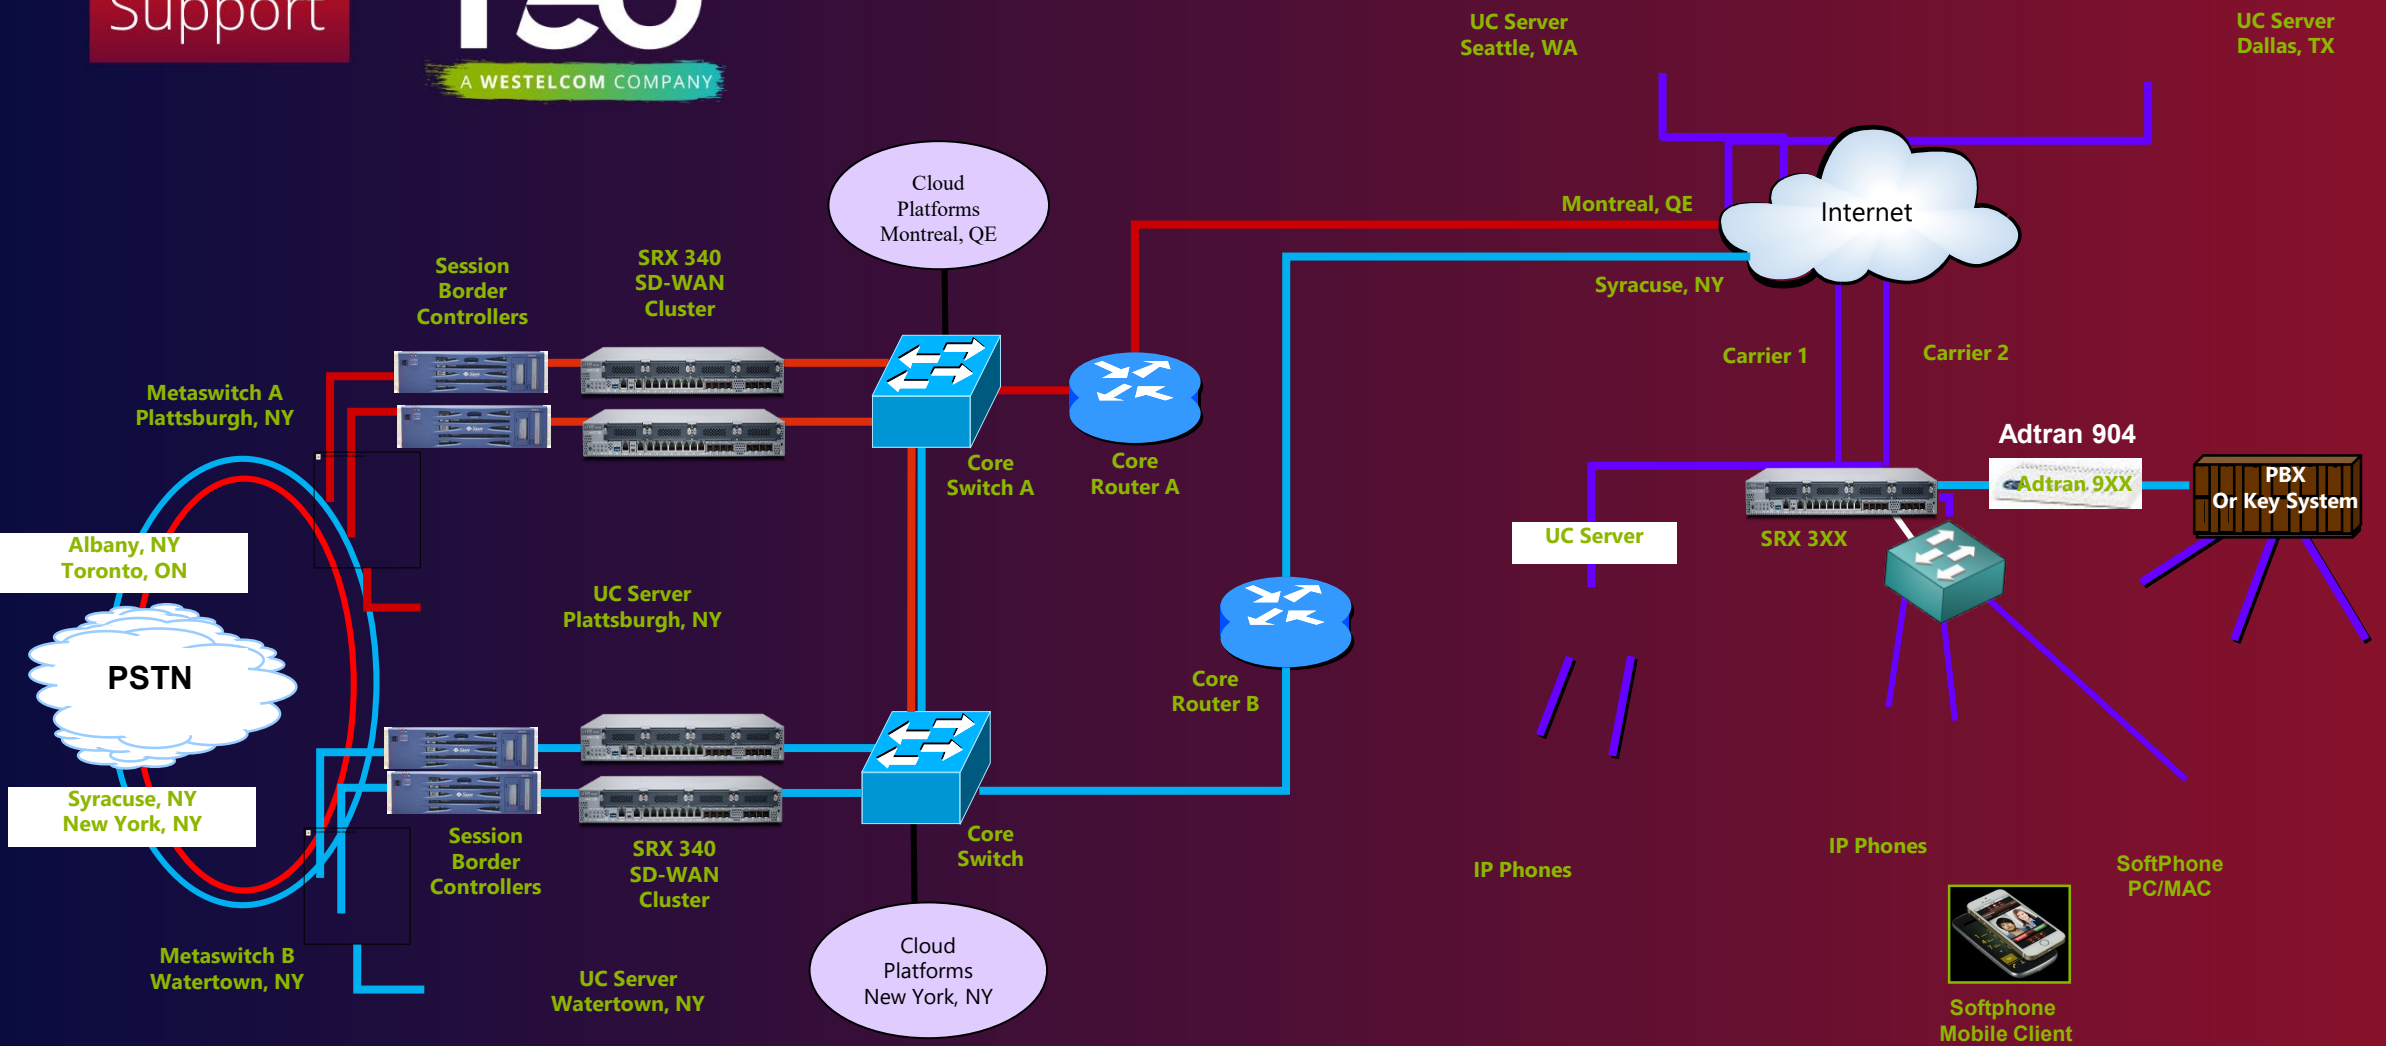 Support
Teo
A WESTELCOM COMPANY
UC Server
Seattle, WA
UC Server
Dallas, TX
Cloud
Platforms
Montreal, QE
Montreal, QE
Internet
Syracuse, NY
Session
Border
Controllers
SRX 340
SD-WAN
Cluster
Carrier 1
Carrier 2
Metaswitch A
Plattsburgh, NY
Core
Switch A
Core
Router A
Adtran 904
Adtran 9XX
PBX
Or Key System
UC Server
SRX 3XX
Albany, NY
Toronto, ON
UC Server
Plattsburgh, NY
PSTN
Core
Router B
Syracuse, NY
New York, NY
Session
Border
Controllers
SRX 340
SD-WAN
Cluster
Core
Switch
IP Phones
IP Phones
SoftPhone
PC/MAC
Metaswitch B
Watertown, NY
UC Server
Watertown, NY
Cloud
Platforms
New York, NY
Softphone
Mobile Client